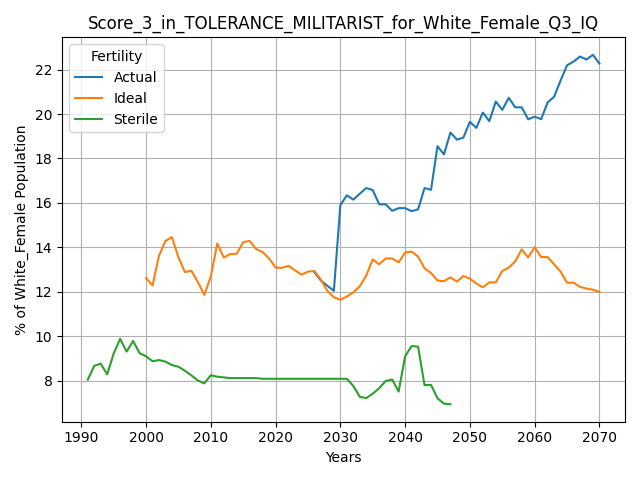 Score_3_in_TOLERANCE_MILITARIST_for_White_Female_Q3_IQ
Fertility
Actual
Ideal
Sterile
% of White_Female Population
22
20
18
16
14
12
10
8
1990 2000 2010 2020 2030 2040 2050 2060 2070
Years